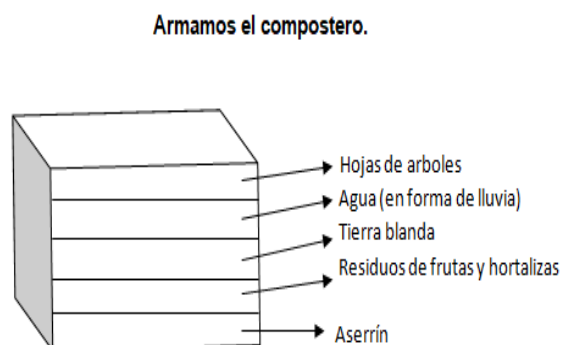 Armamos el compostero.
Hojas de arboles
Agua (en forma de lluvia)
Tierra blanda
Residuos de frutas y hortalizas
Aserrín